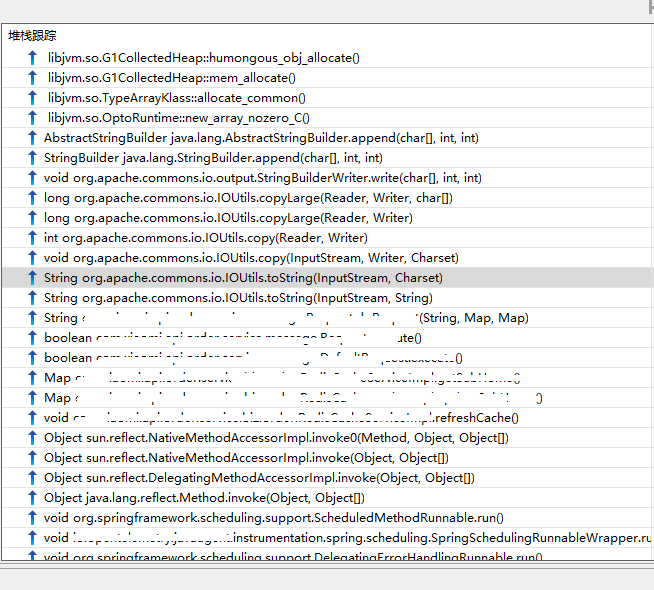 堆栈跟踪
libjvm.so.G1CollectedHeap::humongous_obj_allocate()
libjvm.so.G1CollectedHeap::mem_allocate()
libjvm.so.TypeArrayKlass::allocate_common()
libjvm.so.OptoRuntime::new_array_nozero_C()
AbstractStringBuilder java.lang.AbstractStringBuilder.append(char[], int, int)
StringBuilder java.lang.StringBuilder.append(char[], int, int)
void org.apache.commons.io.output.StringBuilderWriter.write(char[], int, int)
long org.apache.commons.io.IOUtils.copyLarge(Reader, Writer, char[])
long org.apache.commons.io.IOUtils.copyLarge(Reader, Writer)
int org.apache.commons.io.IOUtils.copy(Reader, Writer)
void org.apache.commons.io.IOUtils.copy(InputStream, Writer, Charset)
String org.apache.commons.io.IOUtils.toString(InputStream, Charset)
String org.apache.commons.io.IOUtils.toString(InputStream, String)
String (String, Map, Map)
boolean
boolean
Map
Map
void .refreshCache()
Object sun.reflect.NativeMethodAccessorImpl.invoke0(Method, Object, Object[])
Object sun.reflect.NativeMethodAccessorImpl.invoke(Object, Object[])
Object sun.reflect.DelegatingMethodAccessorImpl.invoke(Object, Object[])
Object java.lang.reflect.Method.invoke(Object, Object[])
void org.springframework.scheduling.support.ScheduledMethodRunnable.run()
void .instrumentation.spring.scheduling.SpringSchedulingRunnableWrapper.ru
void org.springframework.scheduling.support.DelegatingErrorHandlingRunnable.run()